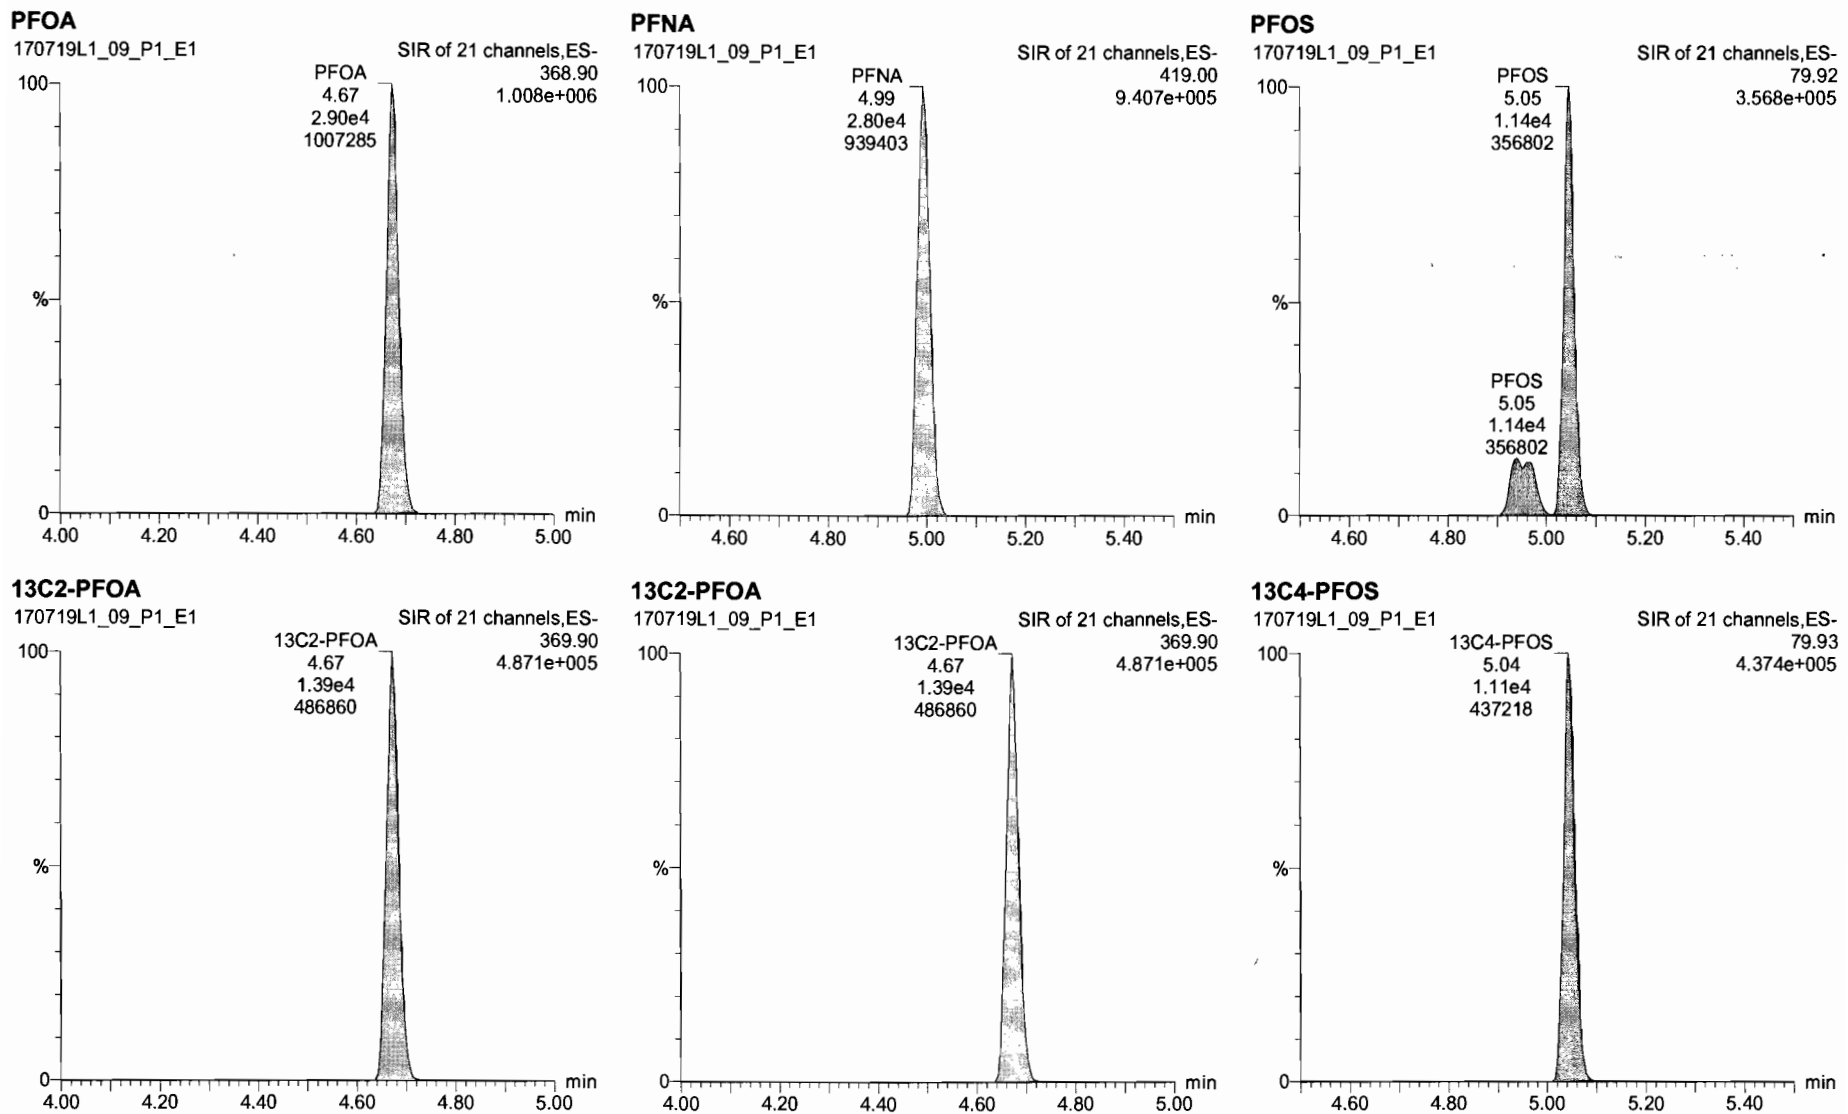 PFOA
170719L1_09_P1_E1
SIR of 21 channels,ES-
368.90
1.008e+006
PFOA
4.67
2.90e4
1007285
100
%
0
min
4.00 4.20 4.40 4.60 4.80 5.00
PFNA
170719L1_09_P1_E1
SIR of 21 channels,ES-
419.00
9.407e+005
PFNA
4.99
2.80e4
939403
100
%
0
min
4.60 4.80 5.00 5.20 5.40
PFOS
170719L1_09_P1_E1
SIR of 21 channels,ES-
79.92
3.568e+005
PFOS
5.05
1.14e4
356802
PFOS
5.05
1.14e4
356802
100
%
0
min
4.60 4.80 5.00 5.20 5.40
13C2-PFOA
170719L1_09_P1_E1
SIR of 21 channels,ES-
369.90
4.871e+005
13C2-PFOA
4.67
1.39e4
486860
100
%
0
min
4.00 4.20 4.40 4.60 4.80 5.00
13C2-PFOA
170719L1_09_P1_E1
SIR of 21 channels,ES-
369.90
4.871e+005
13C2-PFOA
4.67
1.39e4
486860
100
%
0
min
4.00 4.20 4.40 4.60 4.80 5.00
13C4-PFOS
170719L1_09_P1_E1
SIR of 21 channels,ES-
79.93
4.374e+005
13C4-PFOS
5.04
1.11e4
437218
100
%
0
min
4.60 4.80 5.00 5.20 5.40